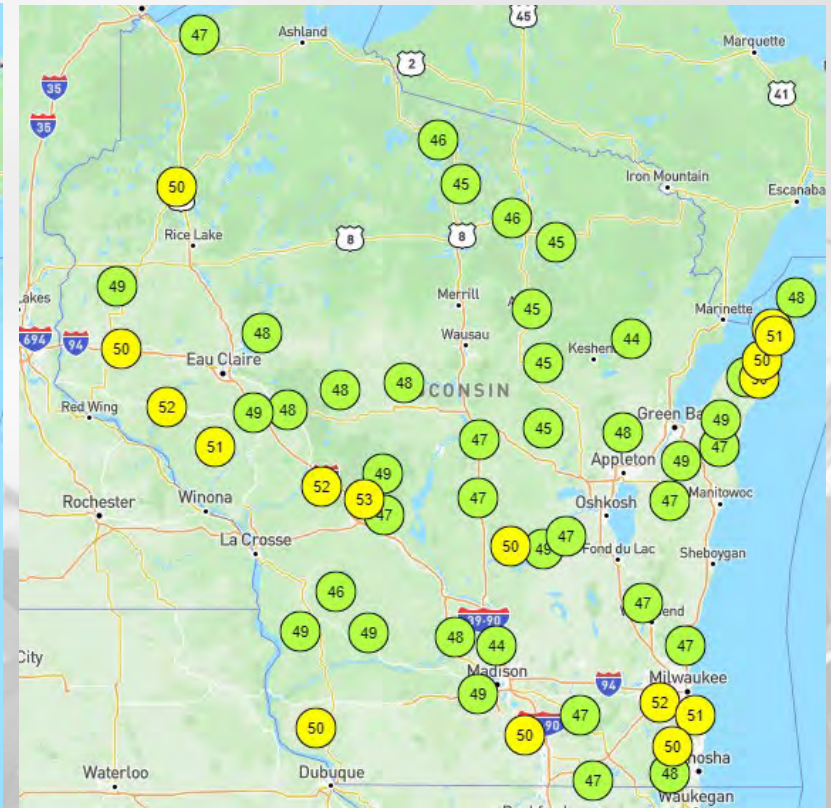 45
47
Ashland
Marquette
2
35
41
35
46
45
Iron Mountain
50
Escanaba
46
Rice Lake
8
8
45
49
akes
Merrill
45
48
Marinette
694
94
50
48
Wausau
44
51
Eau Claire
Keshen
45
50
48
48
CONSIN
52
49
48
Red Wing
49
Green Ba
45
48
47
51
47
Appleton
49
52
49
53
Rochester
Winona
47
47
Oshkosh
47
Manitowoc
La Crosse
50
49
47
Fond du Lac
Sheboygan
46
47
end
39-90
49
49
48
44
47
City
Madison
94
Milwaukee
49
52
51
50
50
90
47
50
Waterloo
Dubuque
47
48
nosha
Waukegan